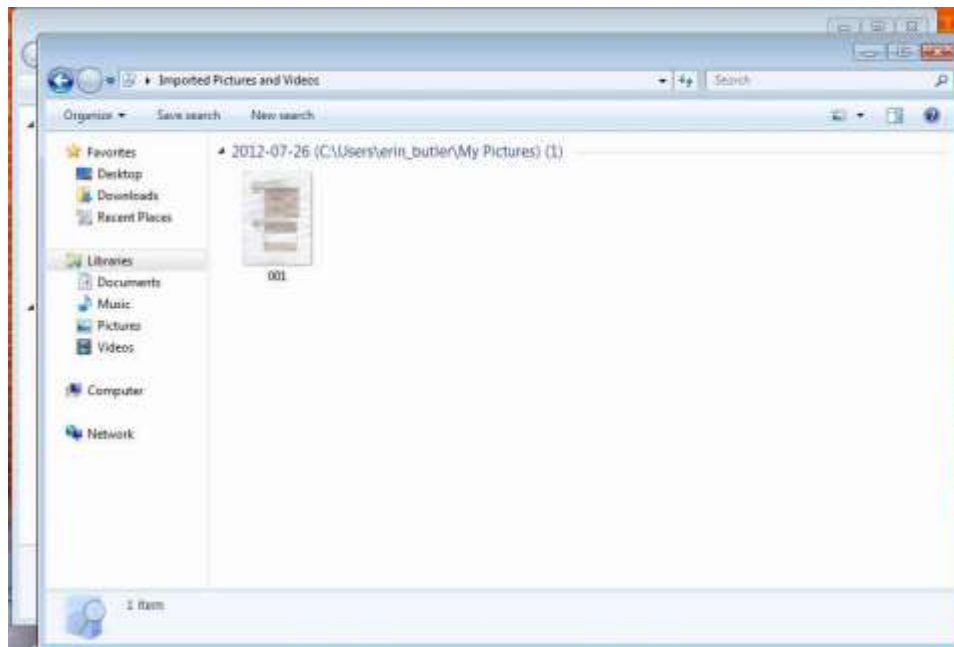 Imported Pictures and Videos
Search
Organize
Save search
New search
Favorites
Desktop
Downloads
Recent Places
Libraries
Documents
Music
Pictures
Videos
Computer
Network
2012-07-26 (C:\Users\erin_butler\My Pictures) (1)
001
1 item